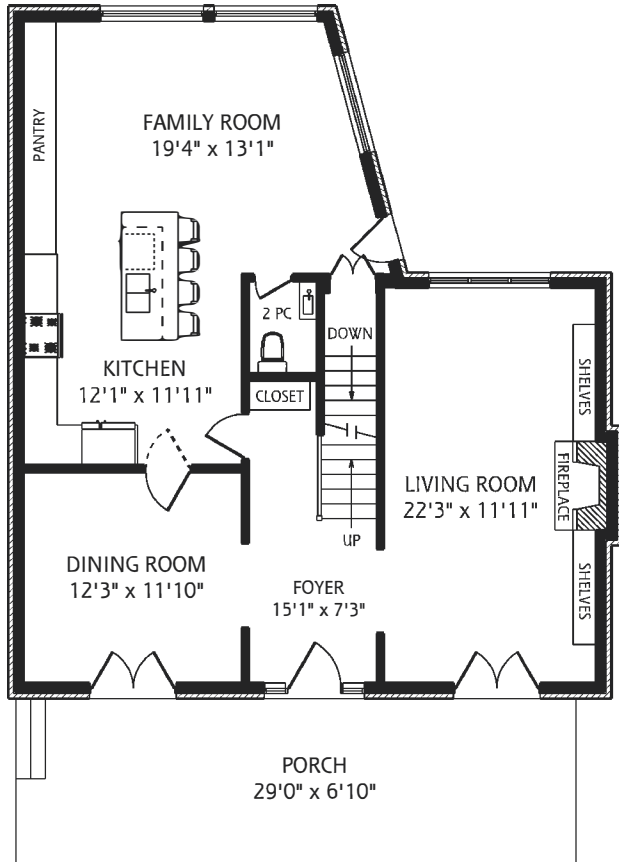 FAMILY ROOM
19'4" x 13'1"
PANTRY
2 PC
DOWN
KITCHEN
12'1" x 11'11"
CLOSET
SHELVES
FIREPLACE
LIVING ROOM
22'3" x 11'11"
UP
DINING ROOM
12'3" x 11'10"
FOYER
15'1" x 7'3"
SHELVES
PORCH
29'0" x 6'10"